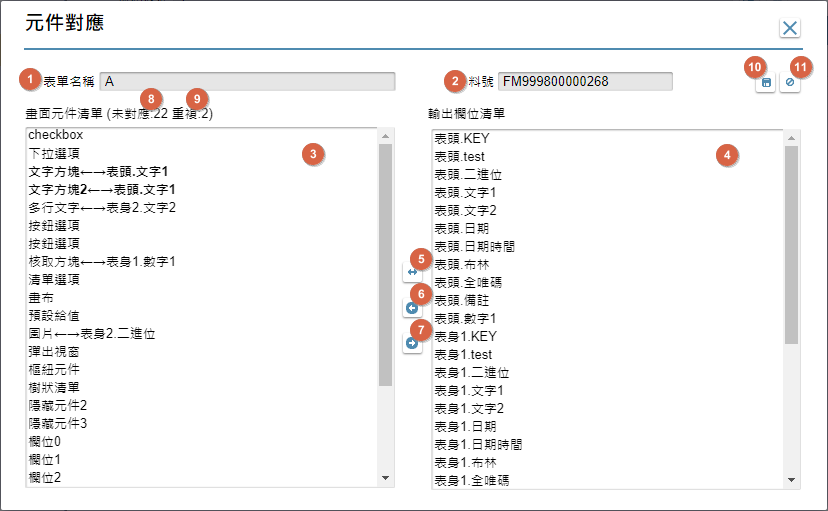 元件對應
1 表單名稱 A 2 料號 FM999800000268 10 11
8 9
畫面元件清單 (未對應:22 重複:2) 輸出欄位清單
3 4
checkbox
下拉選項
文字方塊←→表頭.文字1
文字方塊2←→表頭.文字1
多行文字←→表身2.文字2
按鈕選項
按鈕選項
核取方塊←→表身1.數字1
清單選項
畫布
預設給值
圖片←→表身2.二進位
彈出視窗
樞紐元件
樹狀清單
隱藏元件2
隱藏元件3
欄位0
欄位1
欄位2
5
6
7
表頭.KEY
表頭.test
表頭.二進位
表頭.文字1
表頭.文字2
表頭.日期
表頭.日期時間
表頭.布林
表頭.全唯碼
表頭.備註
表頭.數字1
表身1.KEY
表身1.test
表身1.二進位
表身1.文字1
表身1.文字2
表身1.日期
表身1.日期時間
表身1.布林
表身1.全唯碼